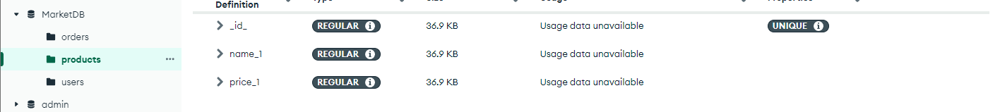 Definition
Type
Size
Usage
Properties
MarketDB
orders
products
users
admin
_id_ REGULAR 36.9 KB Usage data unavailable UNIQUE
name_1 REGULAR 36.9 KB Usage data unavailable
price_1 REGULAR 36.9 KB Usage data unavailable